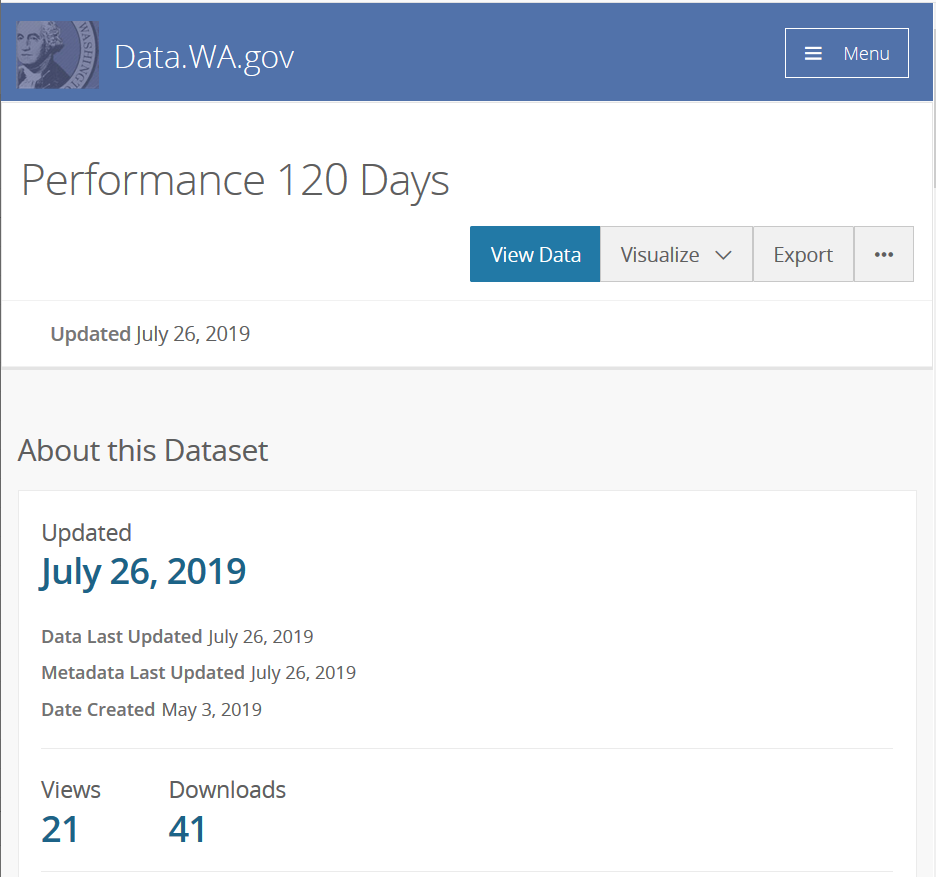 WASHINGT
Data.WA.gov
Menu
Performance 120 Days
View Data
Visualize
Export
Updated July 26, 2019
About this Dataset
Updated
July 26, 2019
Data Last Updated July 26, 2019
Metadata Last Updated July 26, 2019
Date Created May 3, 2019
Views Downloads
21 41